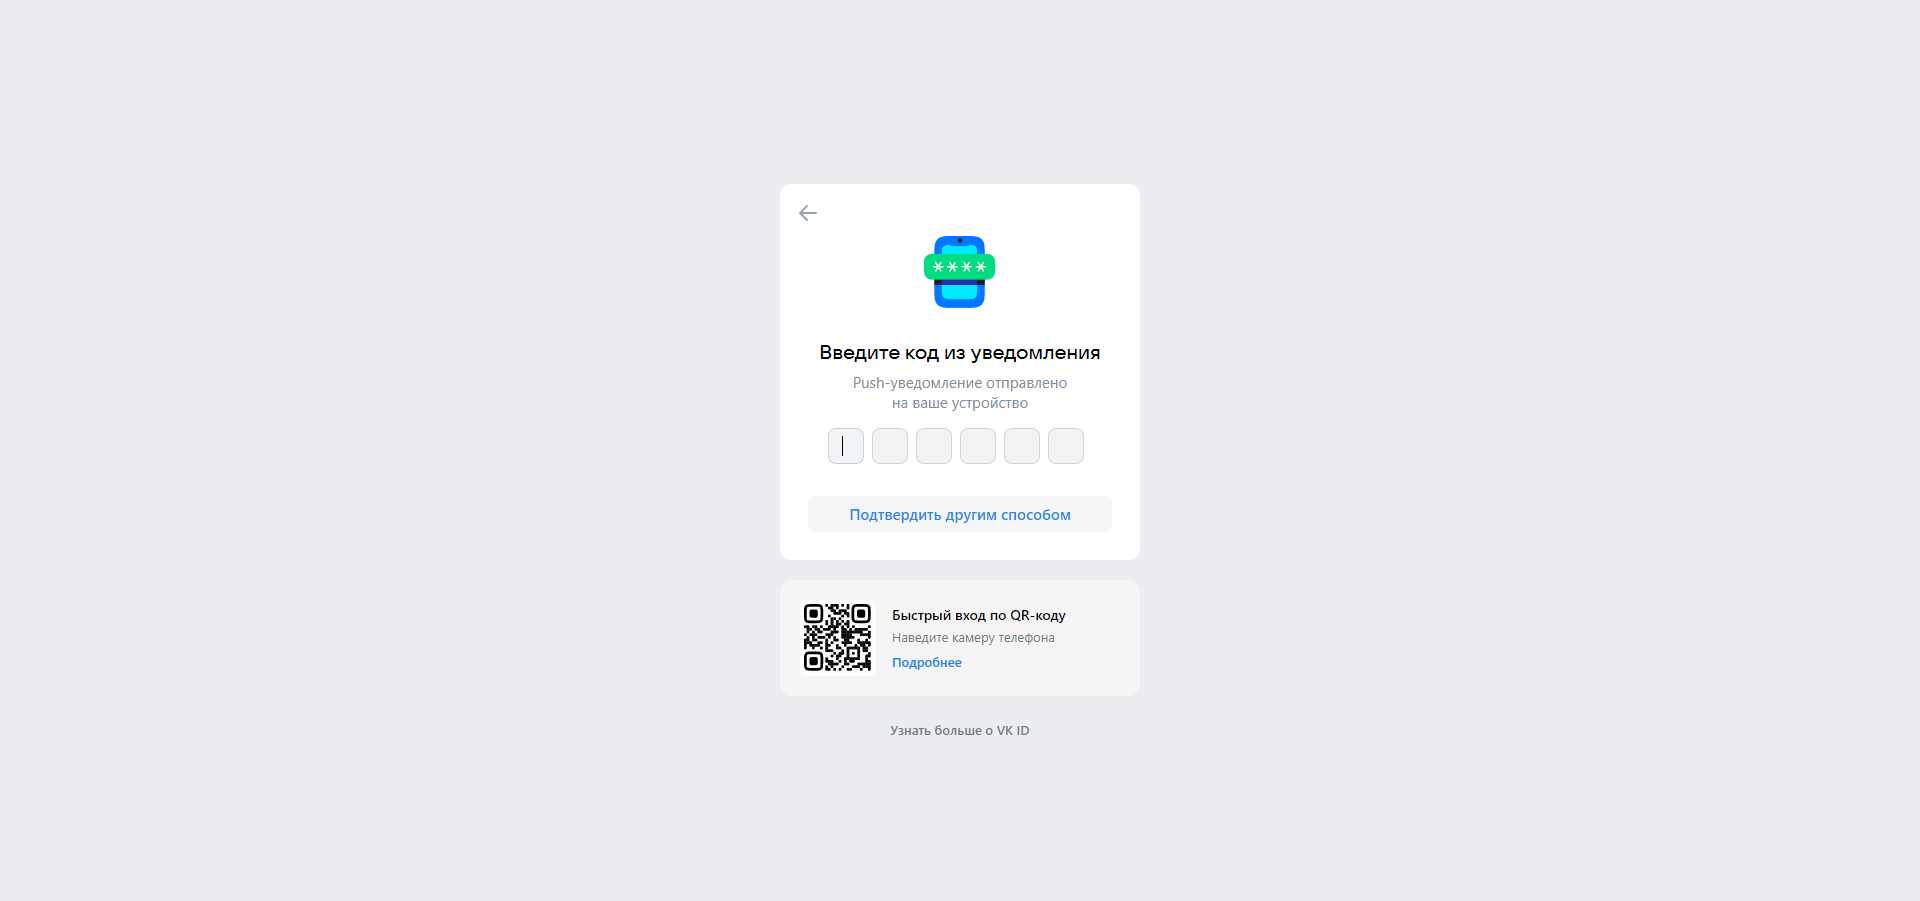 ****
Введите код из уведомления
Push-уведомление отправлено
на ваше устройство
Подтвердить другим способом
Быстрый вход по QR-коду
Наведите камеру телефона
Подробнее
Узнать больше о VK ID